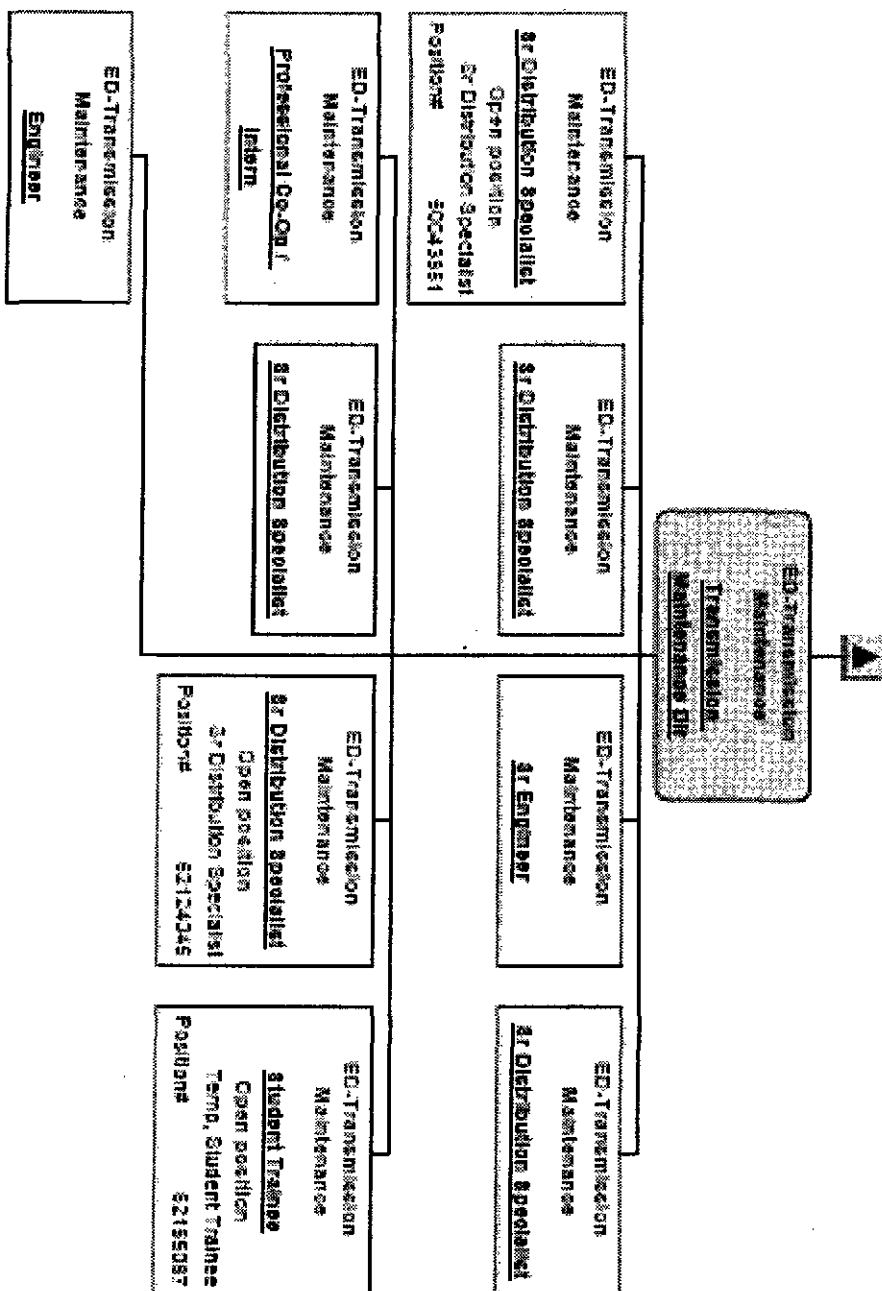 ED-Transmission
Maintenance
Transmission
Maintenance Dir
ED-Transmission
Maintenance
Sr Distribution Specialist
Open position
Sr Distribution Specialist
Position#
ED-Transmission
Maintenance
Sr Distribution Specialist
ED-Transmission
Maintenance
Sr Engineer
ED-Transmission
Maintenance
Sr Distribution Specialist
ED-Transmission
Maintenance
Professional Co-Op /
Intern
ED-Transmission
Maintenance
Sr Distribution Specialist
ED-Transmission
Maintenance
Sr Distribution Specialist
Open position
Sr Distribution Specialist
Position#
ED-Transmission
Maintenance
Student Trainee
Open position
Temp, Student Trainee
Position#
ED-Transmission
Maintenance
Engineer